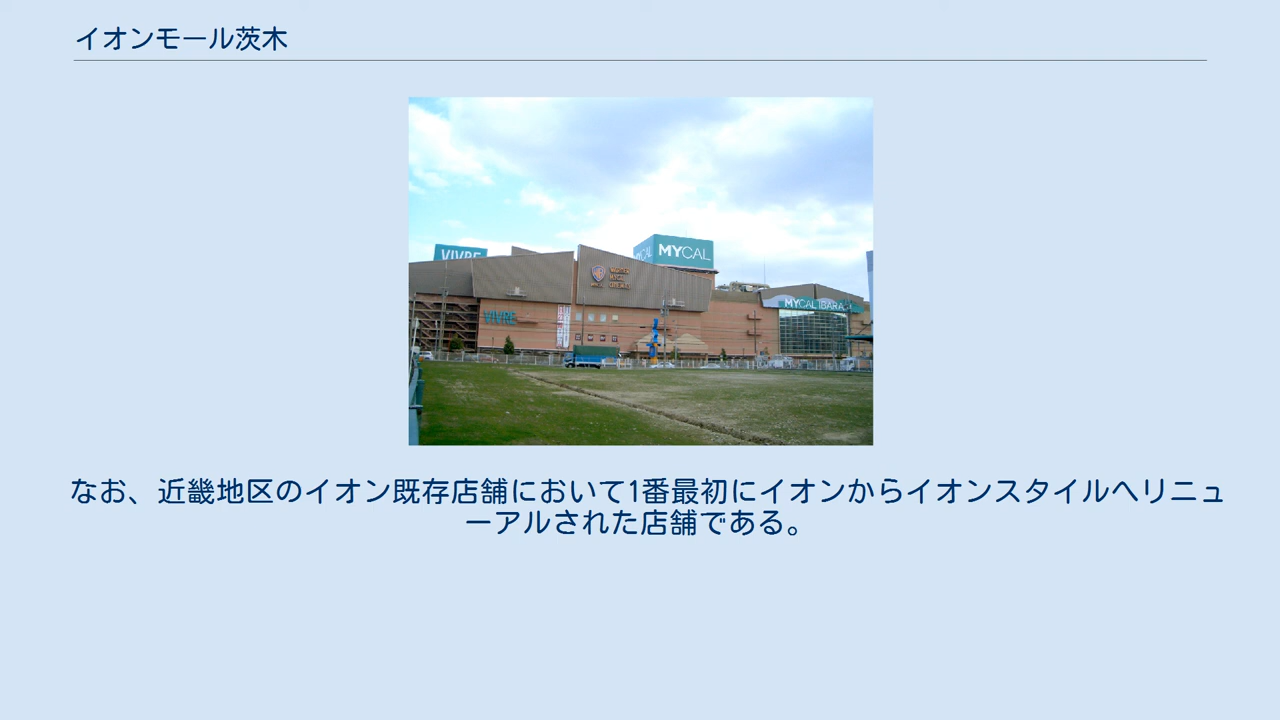 イオンモール茨木
VIVRE
MYCAL
MYCAL IBARAKI
VIVRE
なお、近畿地区のイオン既存店舗において1番最初にイオンからイオンスタイルへリニュ
ーアルされた店舗である。